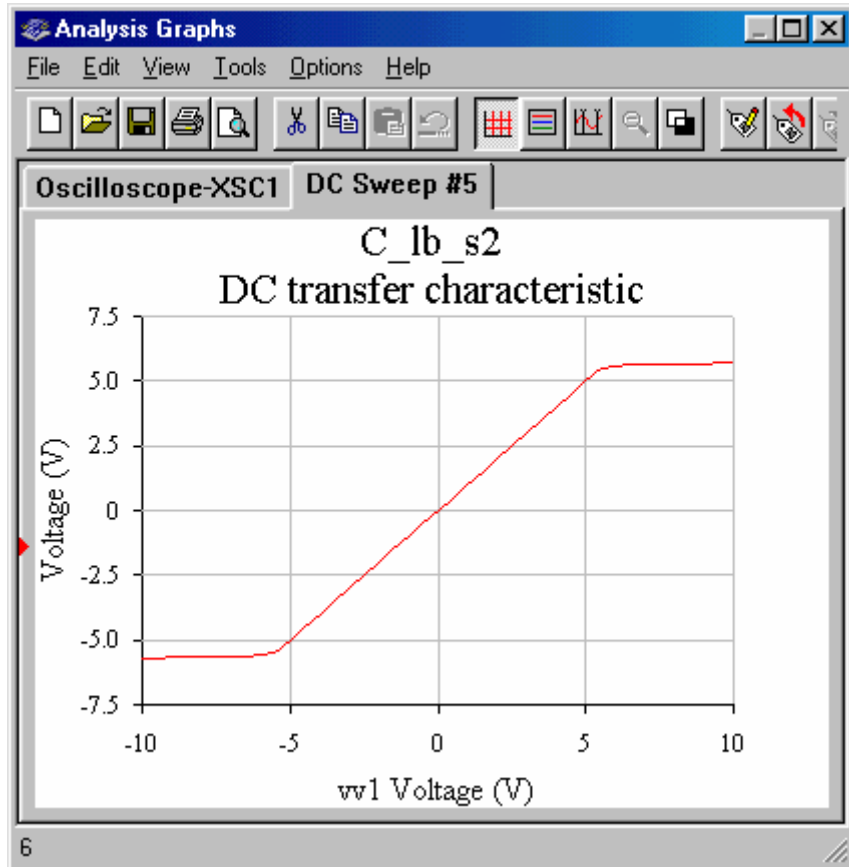 Analysis Graphs
File Edit View Tools Options Help
Oscilloscope-XSC1 DC Sweep #5
C_lb_s2
DC transfer characteristic
Voltage (V)
7.5
5.0
2.5
0
-2.5
-5.0
-7.5
-10 -5 0 5 10
vv1 Voltage (V)
6